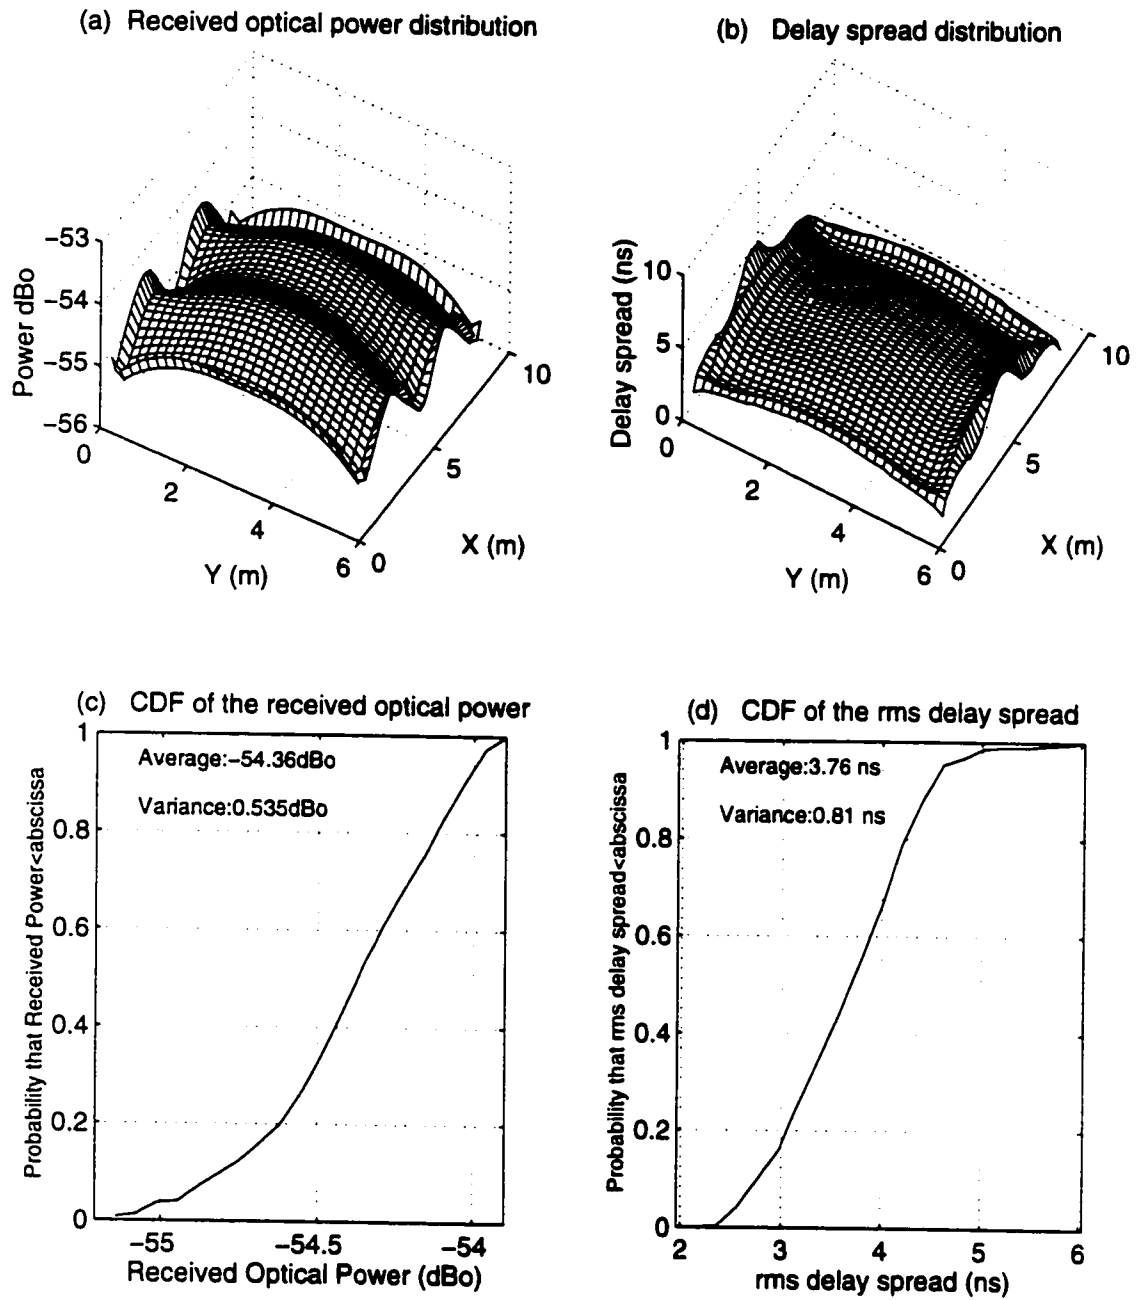 (a) Received optical power distribution
(b) Delay spread distribution
Power dBo
-53
-54
-55
-56
0
2
4
6
Y (m)
0
5
10
X (m)
Delay spread (ns)
10
5
0
0
2
4
6
Y (m)
0
5
10
X (m)
(c) CDF of the received optical power
Probability that Received Power<abscissa
1
0.8
0.6
0.4
0.2
0
Average:-54.36dBo
Variance:0.535dBo
-55
-54.5
-54
Received Optical Power (dBo)
(d) CDF of the rms delay spread
Probability that rms delay spread<abscissa
1
0.8
0.6
0.4
0.2
0
Average:3.76 ns
Variance:0.81 ns
2
3
4
5
6
rms delay spread (ns)